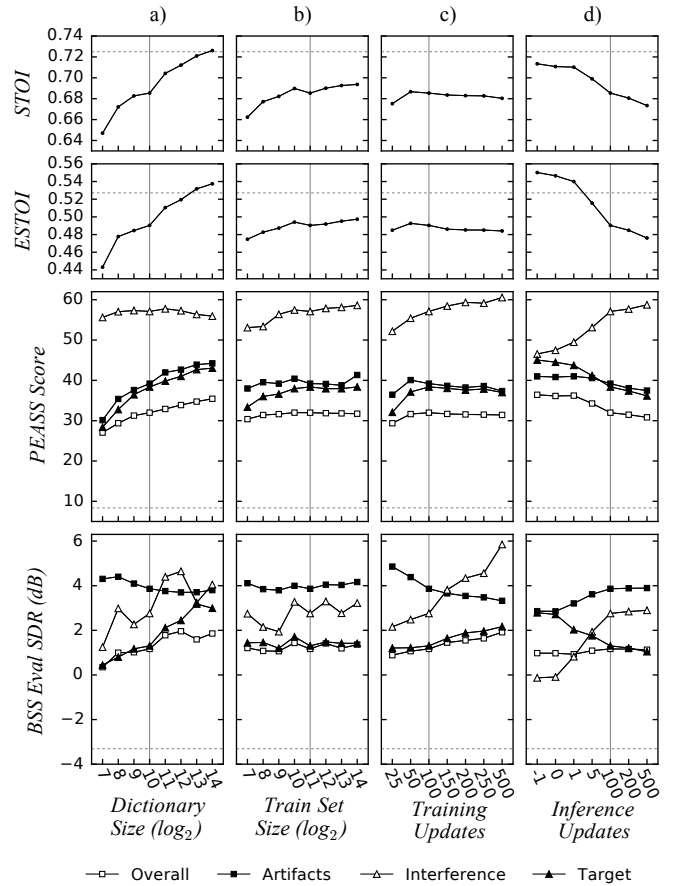 a) b) c) d)
STOI
0.74
0.72
0.70
0.68
0.66
0.64
ESTOI
0.56
0.54
0.52
0.50
0.48
0.46
0.44
PEASS Score
60
50
40
30
20
10
BSS Eval SDR (dB)
6
4
2
0
−2
−4
7 8 9 10 11 12 13 14
7 8 9 10 11 12 13 14
25 50 100 150 200 250 500
-1 0 1 5 100 200 500
Dictionary
Size (log2)
Train Set
Size (log2)
Training
Updates
Inference
Updates
Overall Artifacts Interference Target